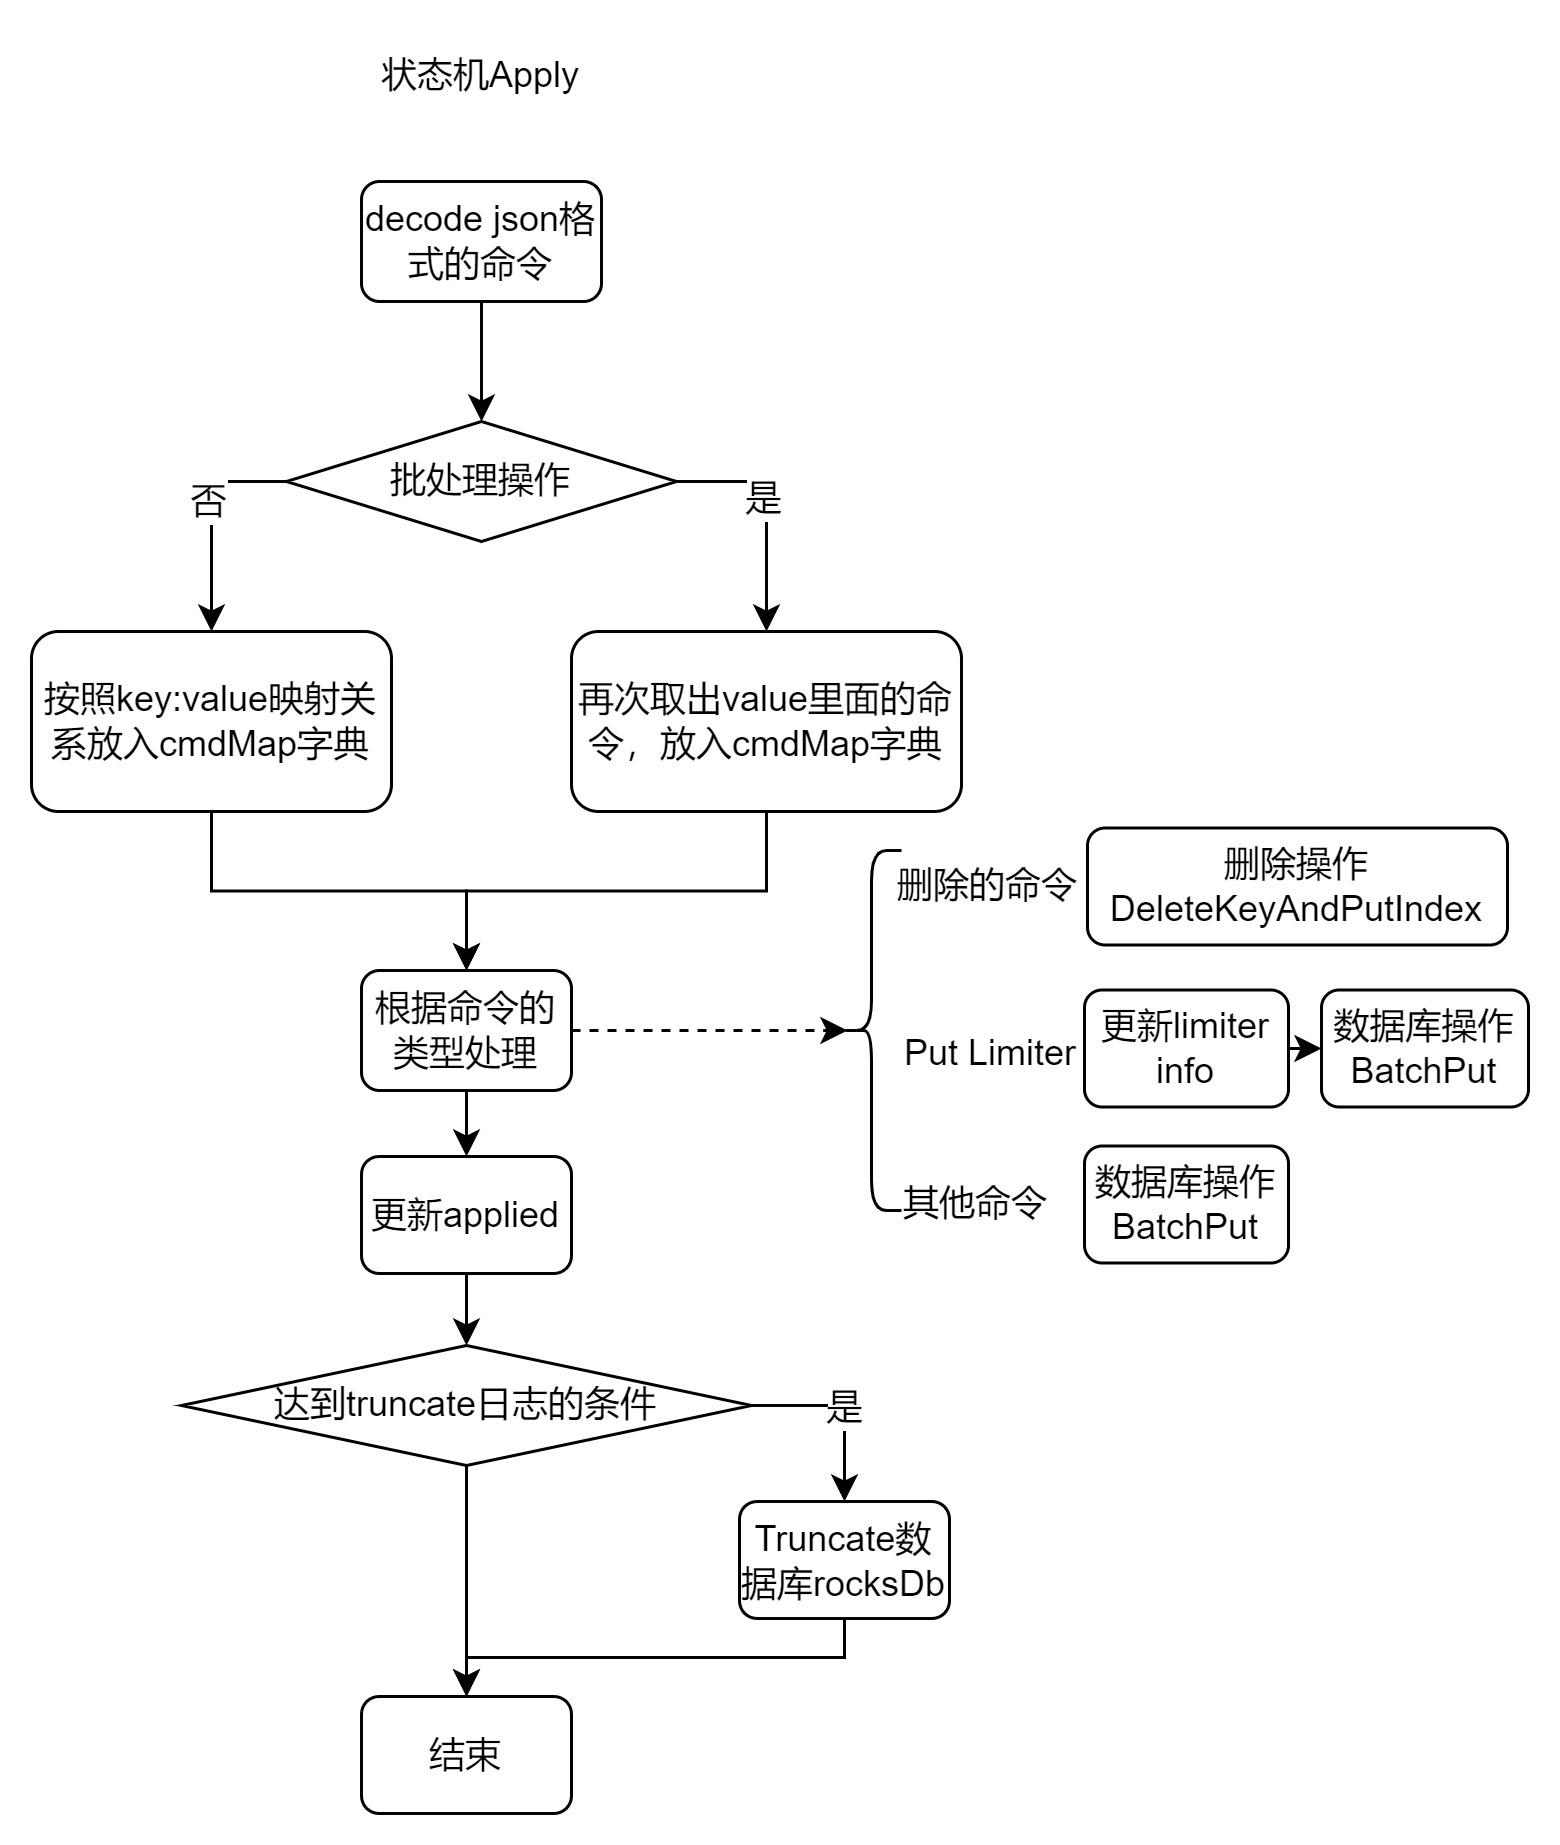 状态机Apply
decode json格
式的命令
批处理操作
否
是
按照key:value映射关
系放入cmdMap字典
再次取出value里面的命
令，放入cmdMap字典
根据命令的
类型处理
删除的命令
删除操作
DeleteKeyAndPutIndex
Put Limiter
更新limiter
info
数据库操作
BatchPut
其他命令
数据库操作
BatchPut
更新applied
达到truncate日志的条件
是
Truncate数
据库rocksDb
结束